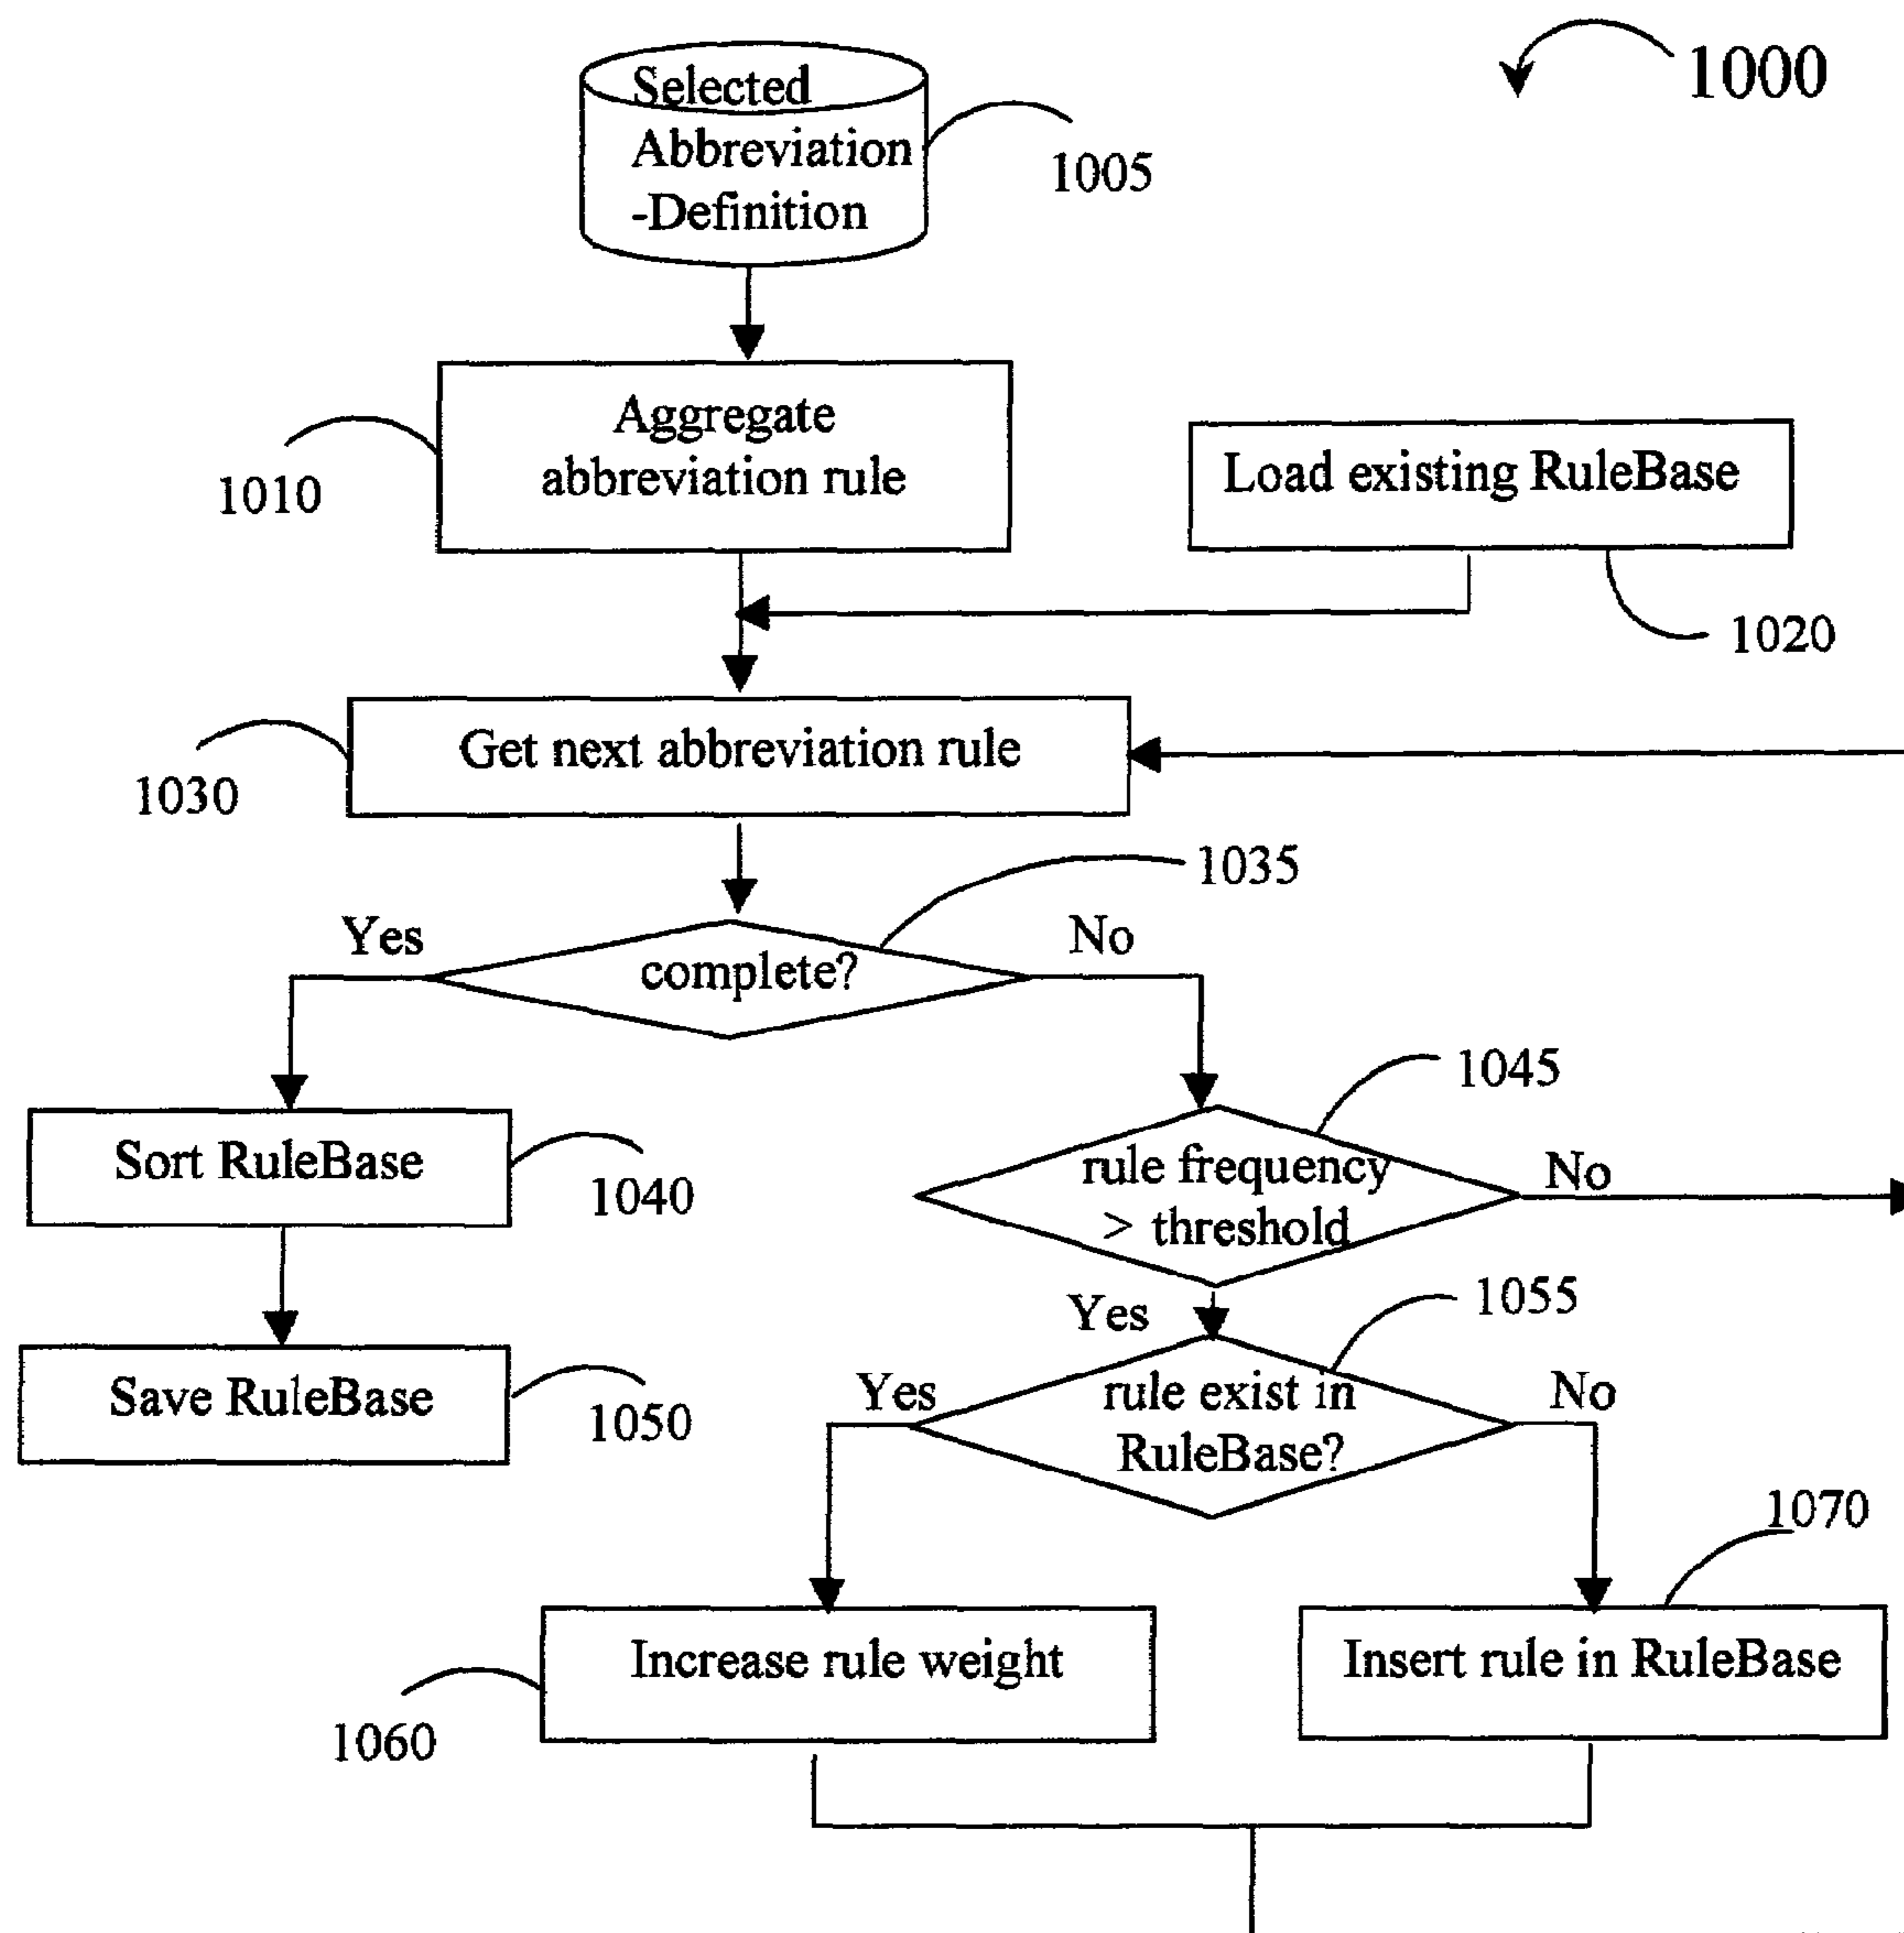 1000
Selected
Abbreviation
-Definition
1005
Aggregate
abbreviation rule
1010
Load existing RuleBase
1020
Get next abbreviation rule
1030
1035
Yes
complete?
No
1045
Sort RuleBase
1040
rule frequency
> threshold
No
Yes
1055
Save RuleBase
1050
Yes
rule exist in
RuleBase?
No
1070
Increase rule weight
1060
Insert rule in RuleBase